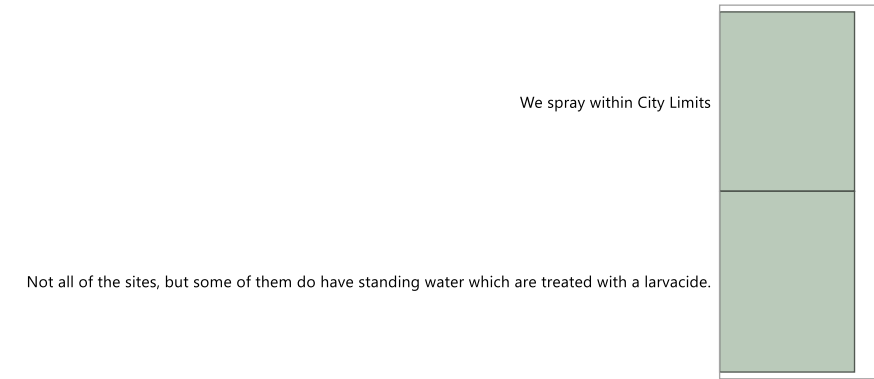 We spray within City Limits
Not all of the sites, but some of them do have standing water which are treated with a larvacide.